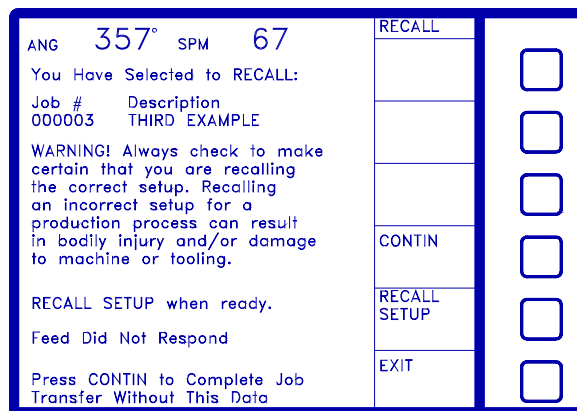 ANG 357° SPM 67
You Have Selected to RECALL:
Job # Description
000003 THIRD EXAMPLE
WARNING! Always check to make
certain that you are recalling
the correct setup. Recalling
an incorrect setup for a
production process can result
in bodily injury and/or damage
to machine or tooling.
RECALL SETUP when ready.
Feed Did Not Respond
Press CONTIN to Complete Job
Transfer Without This Data
RECALL
CONTIN
RECALL
SETUP
EXIT